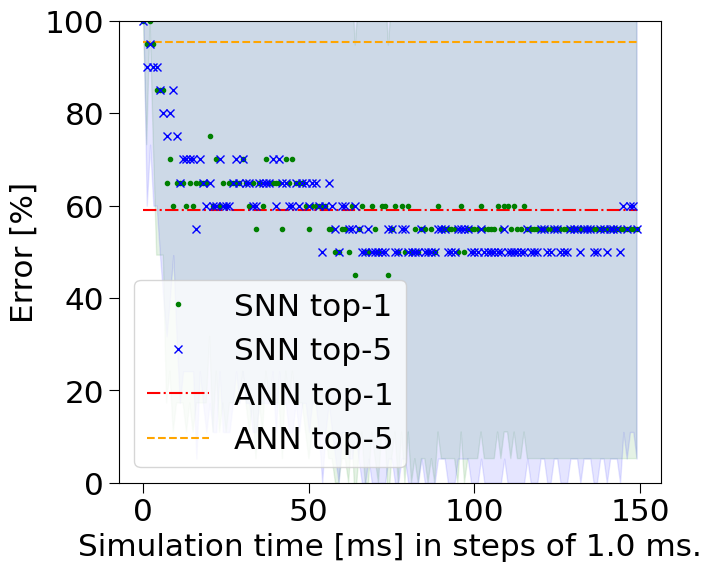 100
80
60
40
20
0
Error [%]
SNN top-1
SNN top-5
ANN top-1
ANN top-5
0 50 100 150
Simulation time [ms] in steps of 1.0 ms.